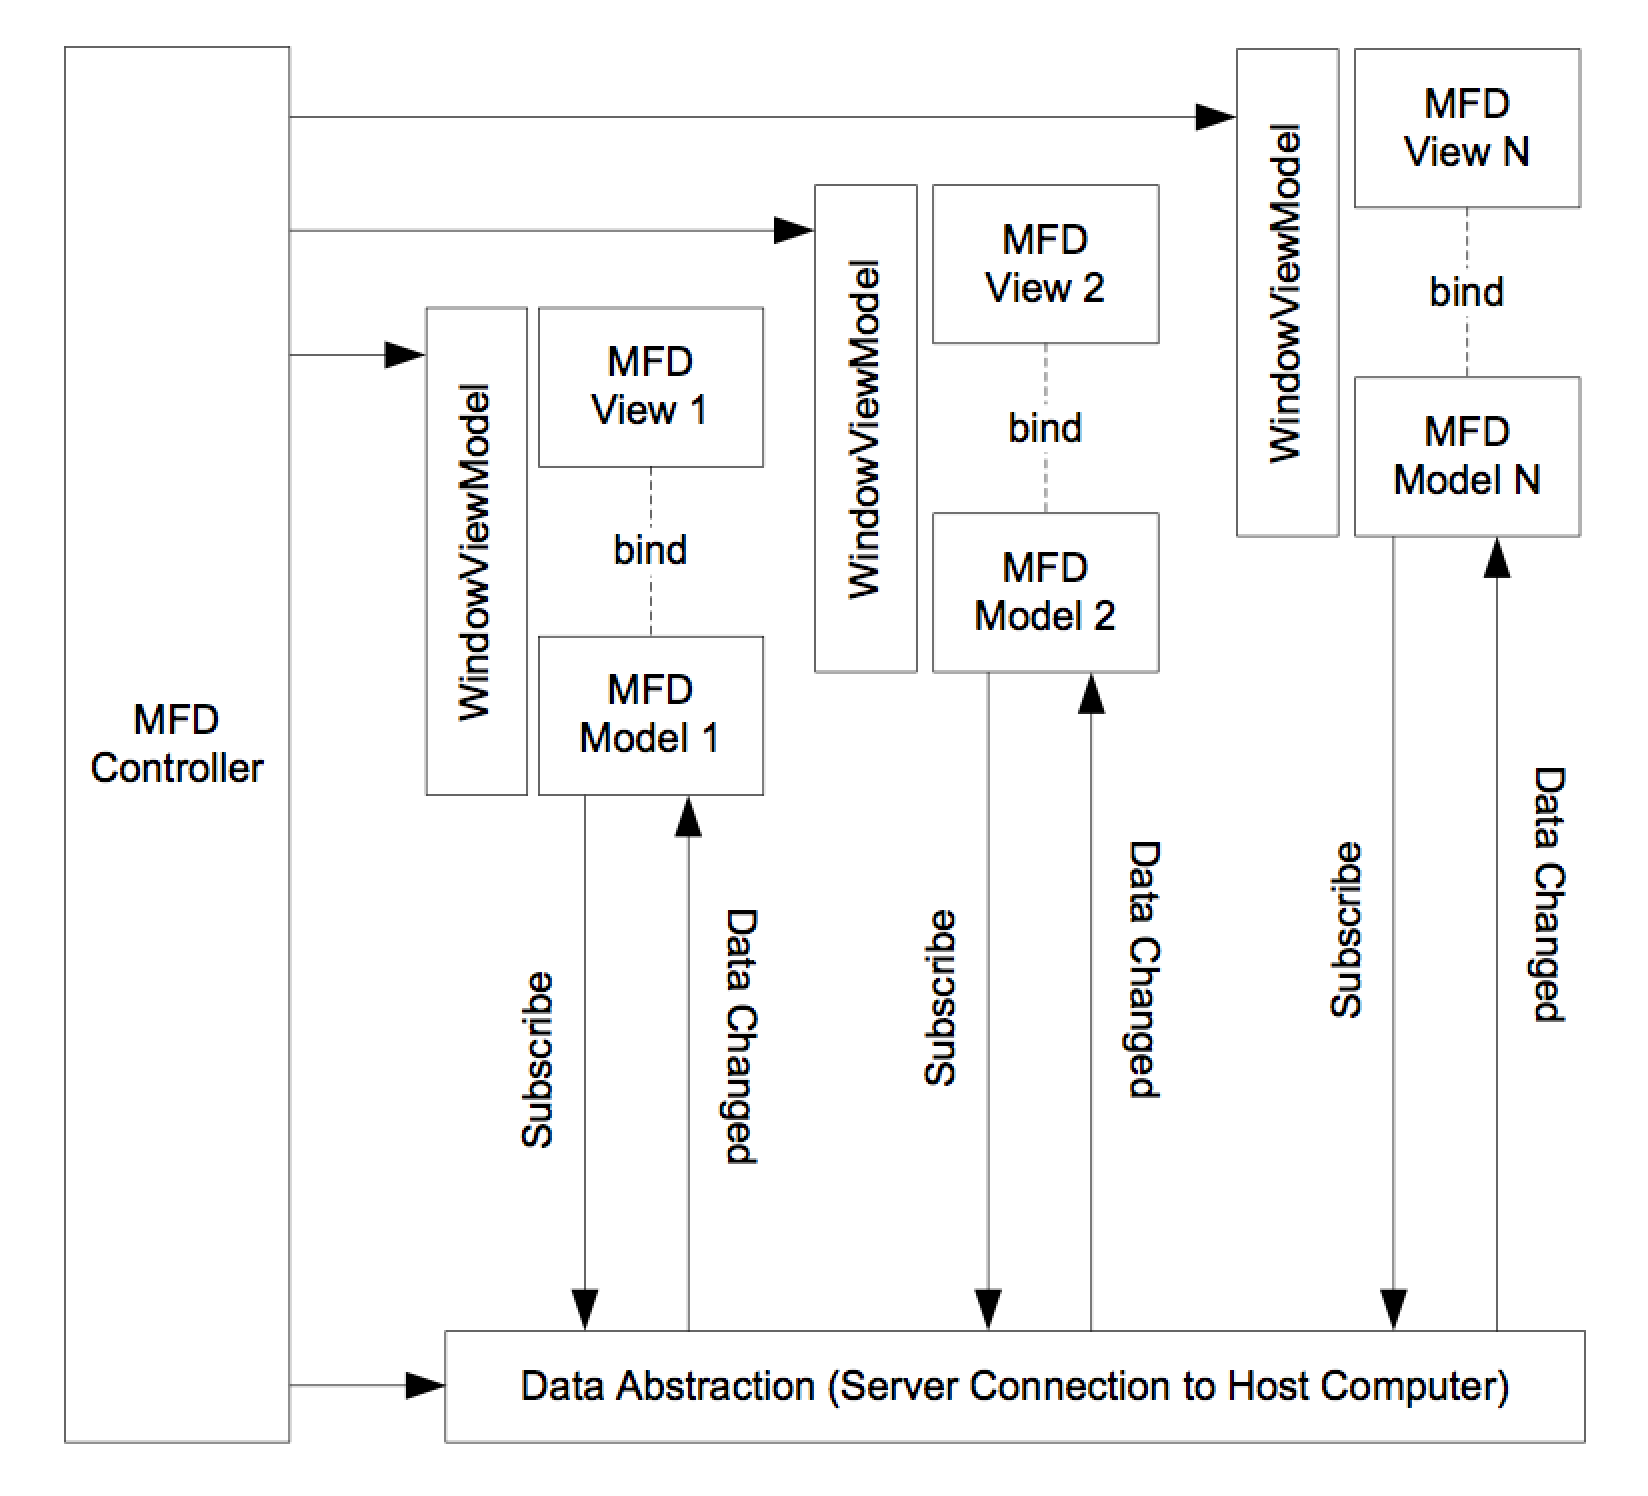 MFD
Controller
WindowViewModel
MFD
View 1
bind
MFD
Model 1
Subscribe
Data Changed
WindowViewModel
MFD
View 2
bind
MFD
Model 2
Subscribe
Data Changed
WindowViewModel
MFD
View N
bind
MFD
Model N
Subscribe
Data Changed
Data Abstraction (Server Connection to Host Computer)